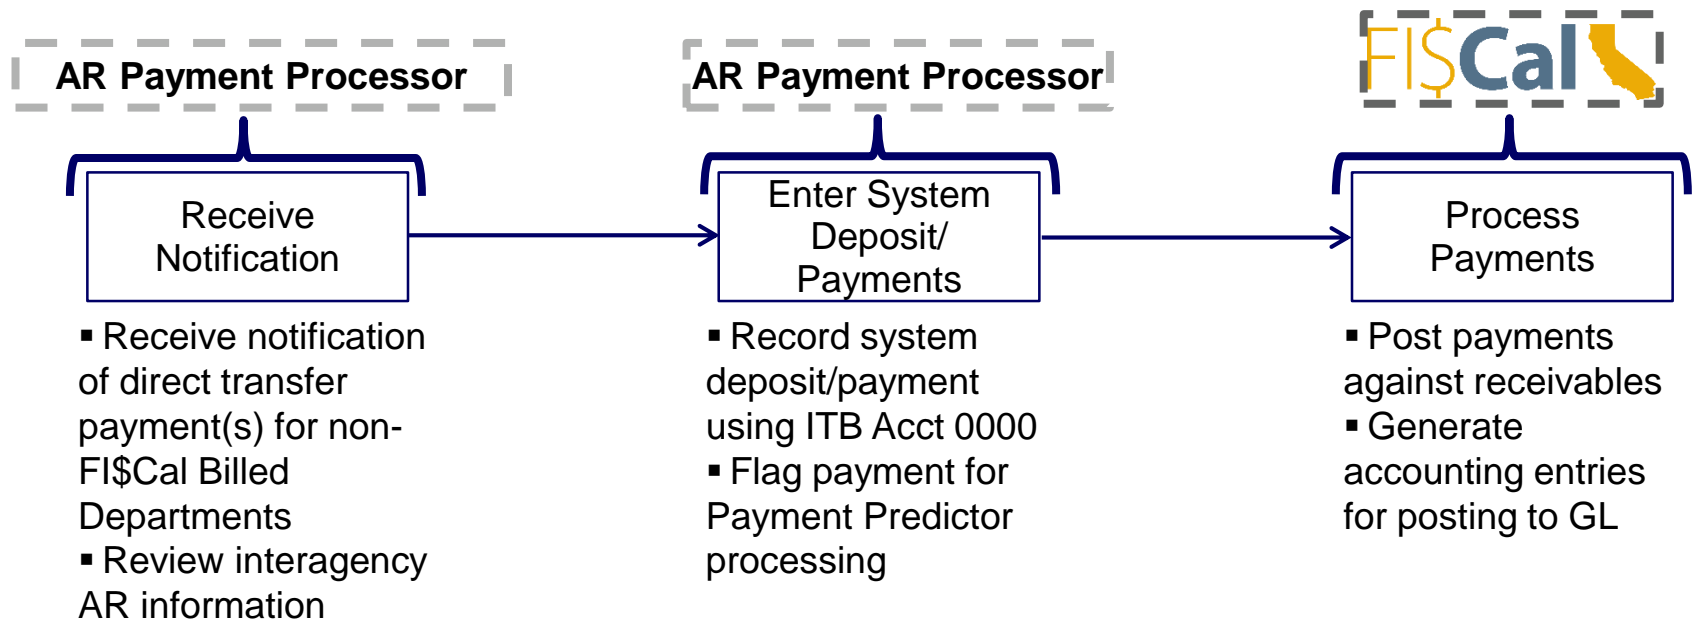 AR Payment Processor
Receive
Notification
▪ Receive notification
of direct transfer
payment(s) for non-
FI$Cal Billed
Departments
▪ Review interagency
AR information
AR Payment Processor
Enter System
Deposit/
Payments
▪ Record system
deposit/payment
using ITB Acct 0000
▪ Flag payment for
Payment Predictor
processing
FI$Cal
Process
Payments
▪ Post payments
against receivables
▪ Generate
accounting entries
for posting to GL